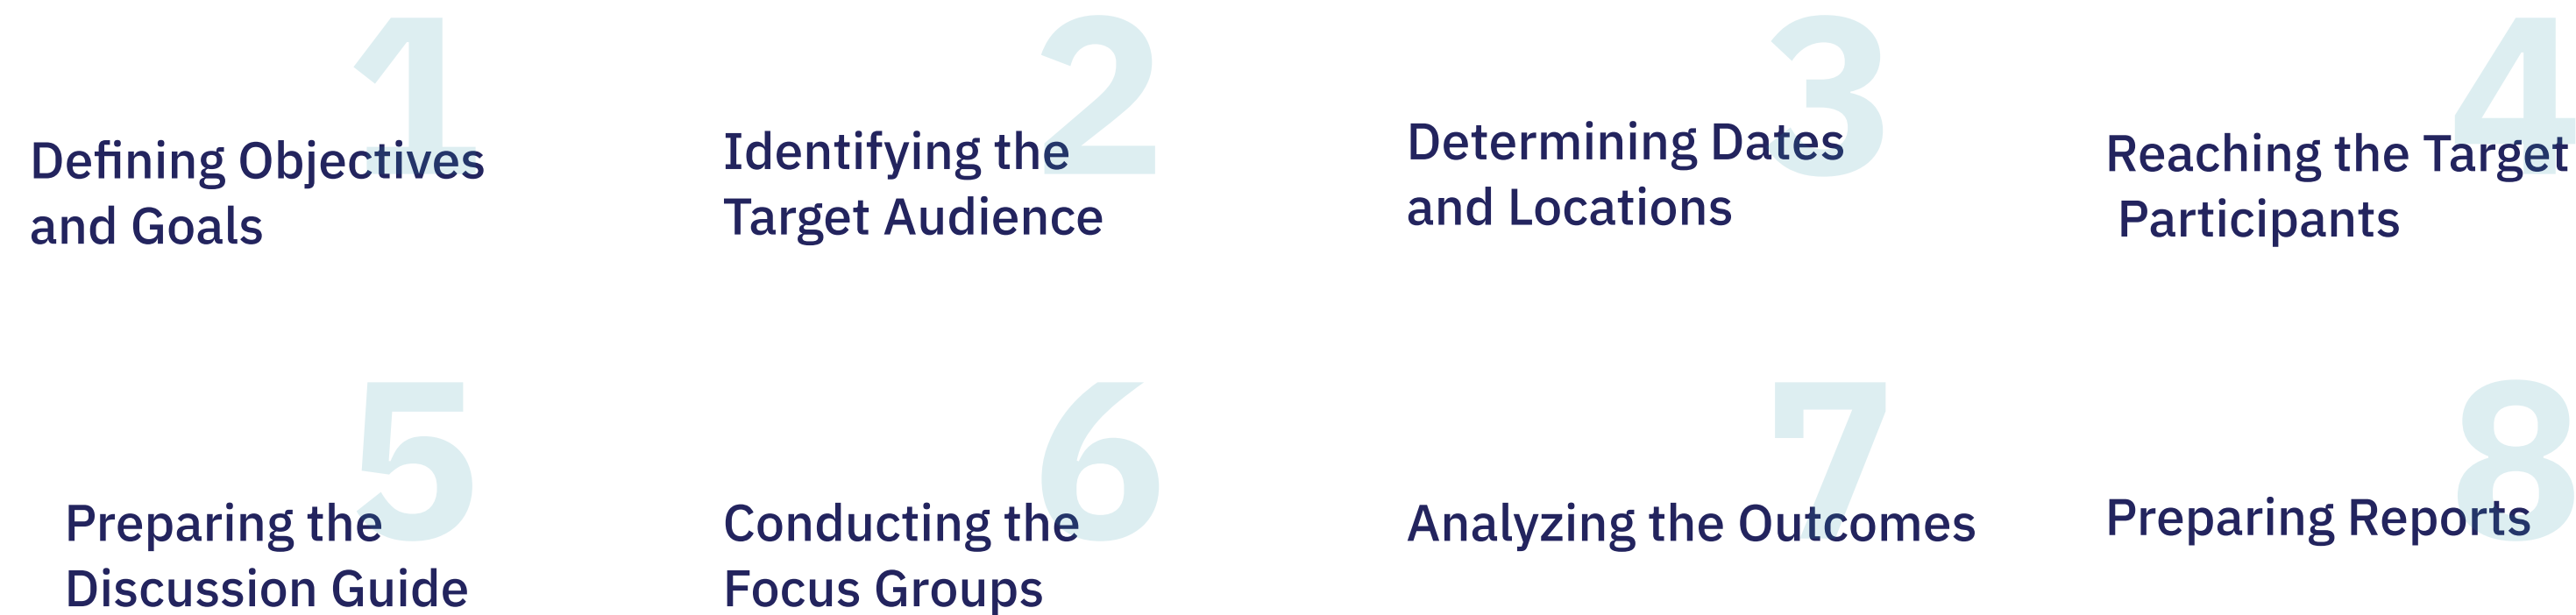 1
Defining Objectives
and Goals
2
Identifying the
Target Audience
3
Determining Dates
and Locations
4
Reaching the Target
Participants
5
Preparing the
Discussion Guide
6
Conducting the
Focus Groups
7
Analyzing the Outcomes
8
Preparing Reports